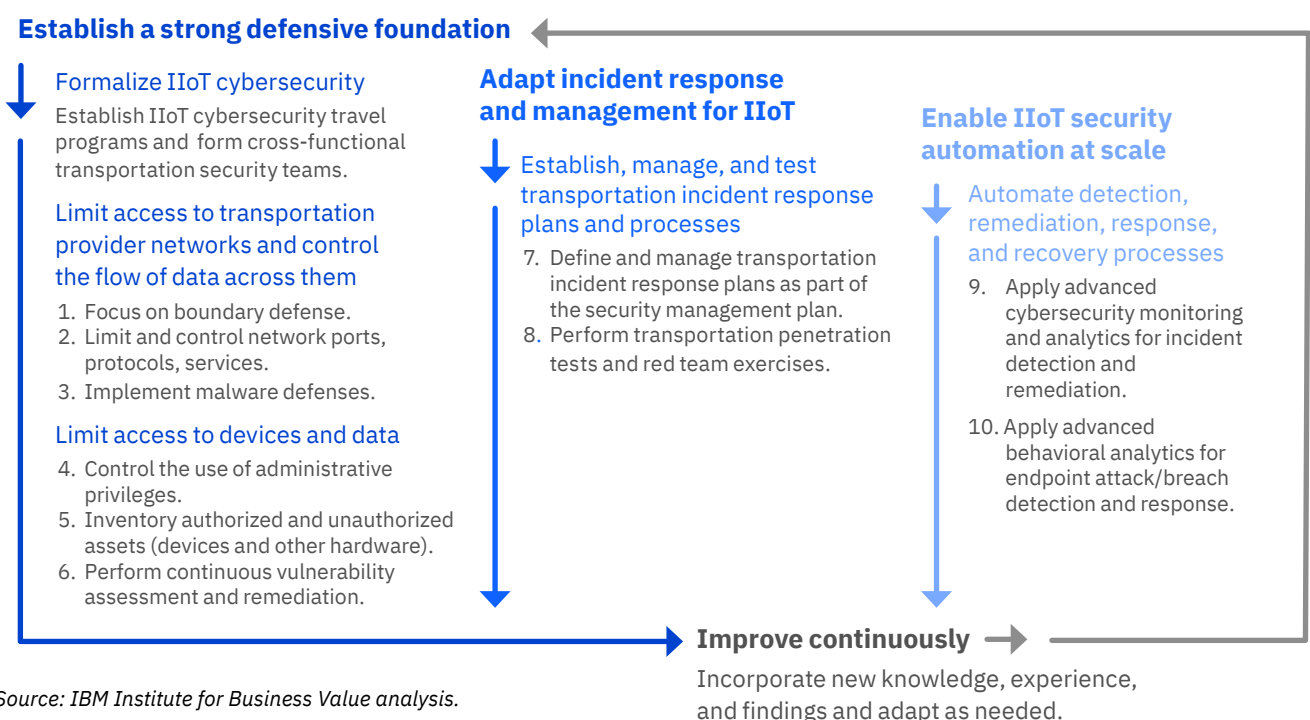 Establish a strong defensive foundation
Formalize IIoT cybersecurity
Establish IIoT cybersecurity travel
programs and form cross-functional
transportation security teams.
Limit access to transportation
provider networks and control
the flow of data across them
1. Focus on boundary defense.
2. Limit and control network ports,
protocols, services.
3. Implement malware defenses.
Limit access to devices and data
4. Control the use of administrative
privileges.
5. Inventory authorized and unauthorized
assets (devices and other hardware).
6. Perform continuous vulnerability
assessment and remediation.
Adapt incident response
and management for IIoT
Establish, manage, and test
transportation incident response
plans and processes
7. Define and manage transportation
incident response plans as part of
the security management plan.
8. Perform transportation penetration
tests and red team exercises.
Enable IIoT security
automation at scale
Automate detection,
remediation, response,
and recovery processes
9. Apply advanced
cybersecurity monitoring
and analytics for incident
detection and
remediation.
10. Apply advanced
behavioral analytics for
endpoint attack/breach
detection and response.
Improve continuously
Incorporate new knowledge, experience,
and findings and adapt as needed.
Source: IBM Institute for Business Value analysis.